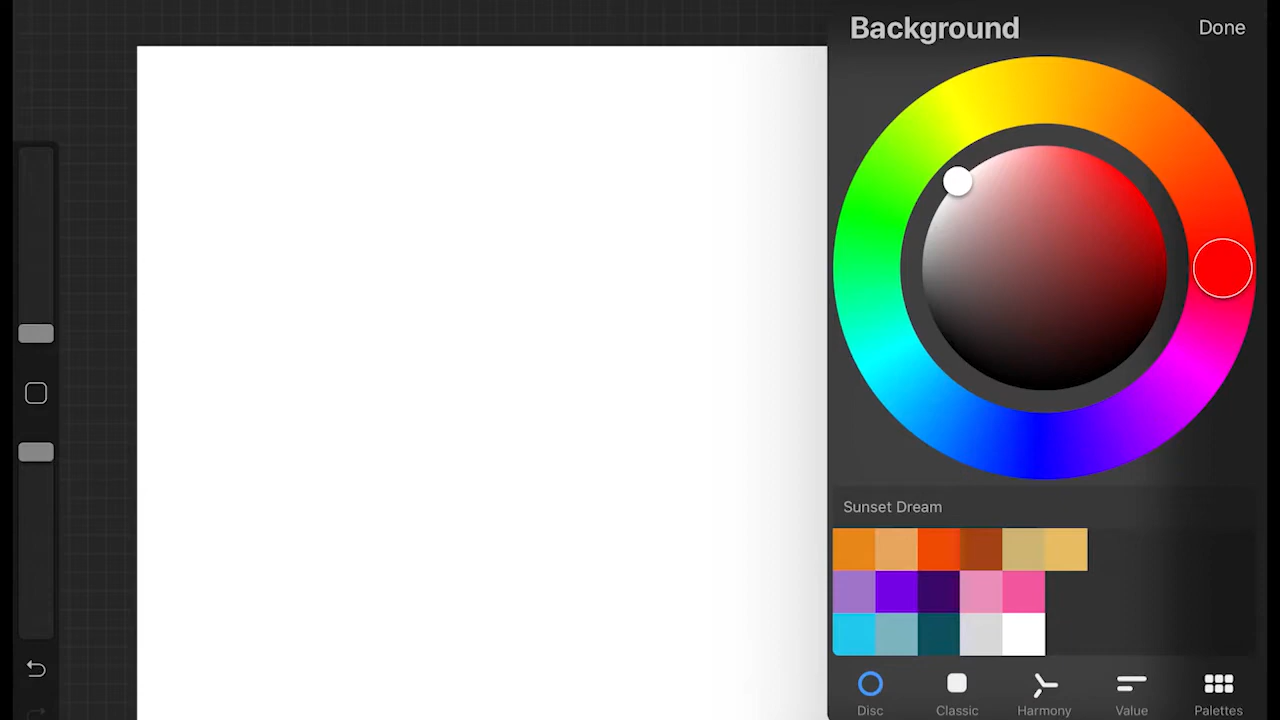 Background
Done
Sunset Dream
Disc
Classic
Harmony
Value
Palettes